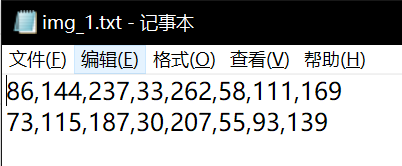 img_1.txt - 记事本
文件(F) 编辑(E) 格式(O) 查看(V) 帮助(H)
86,144,237,33,262,58,111,169
73,115,187,30,207,55,93,139